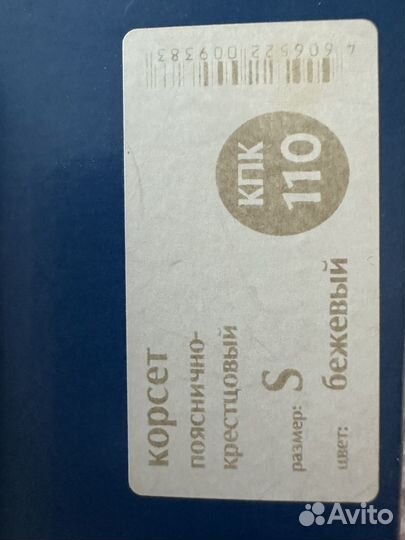 корсет
пояснично-
крестцовый
размер: S
цвет: бежевый
КПК
110
4 606522 009383
Avito